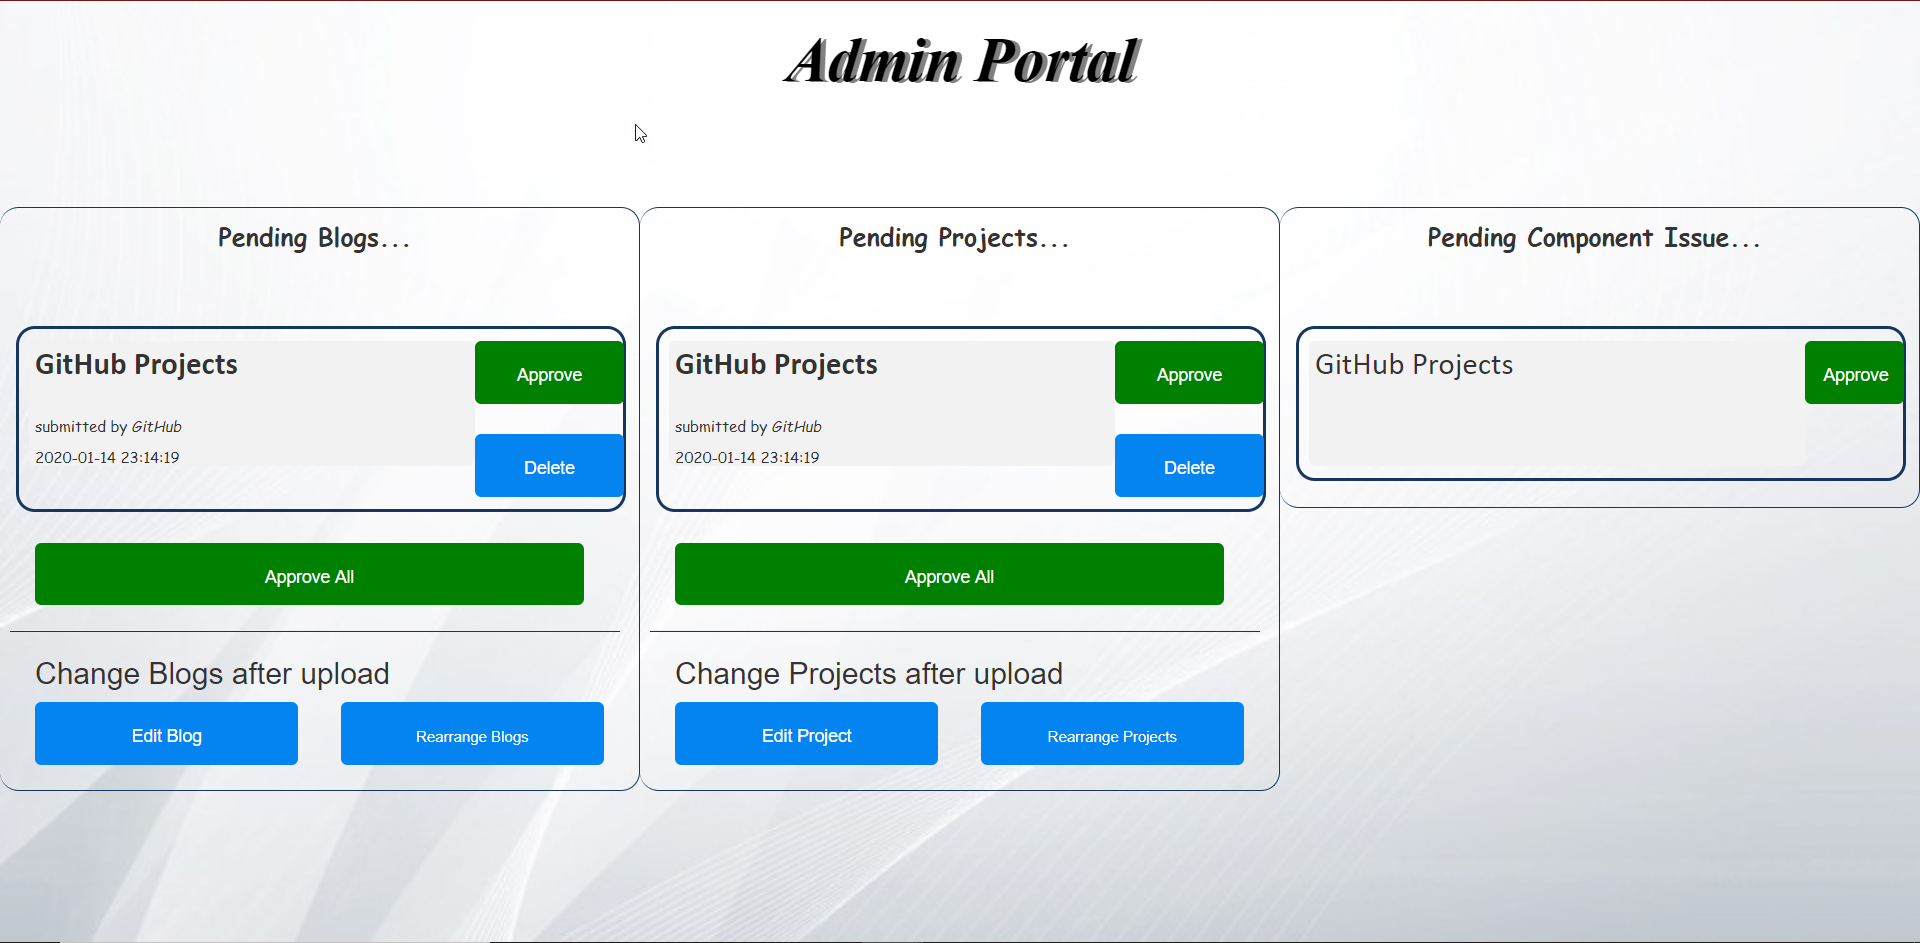 Admin Portal
Pending Blogs...
GitHub Projects
Approve
submitted by GitHub
2020-01-14 23:14:19
Delete
Approve All
Change Blogs after upload
Edit Blog
Rearrange Blogs
Pending Projects...
GitHub Projects
Approve
submitted by GitHub
2020-01-14 23:14:19
Delete
Approve All
Change Projects after upload
Edit Project
Rearrange Projects
Pending Component Issue...
GitHub Projects
Approve